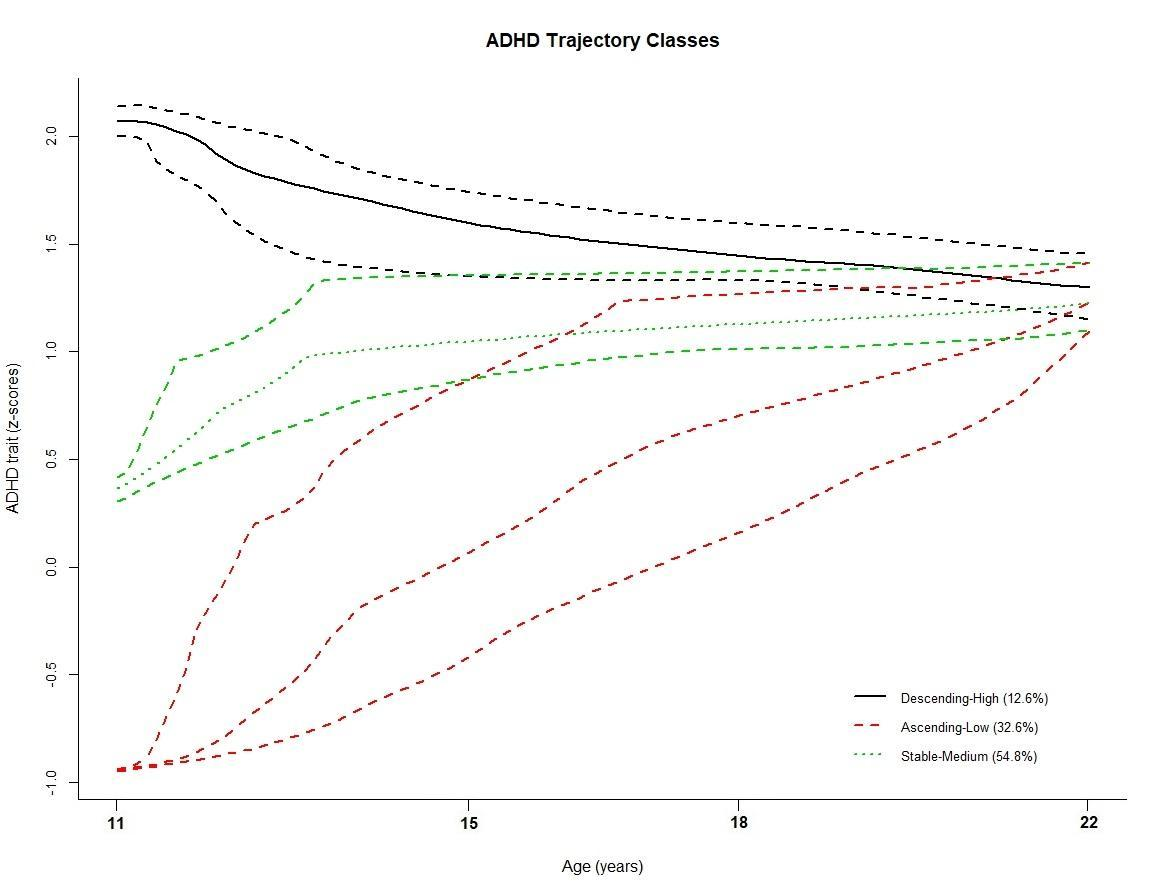 ADHD Trajectory Classes
ADHD trait (z-scores)
2.0
1.5
1.0
0.5
0.0
-0.5
-1.0
Descending-High (12.6%)
Ascending-Low (32.6%)
Stable-Medium (54.8%)
11 15 18 22
Age (years)